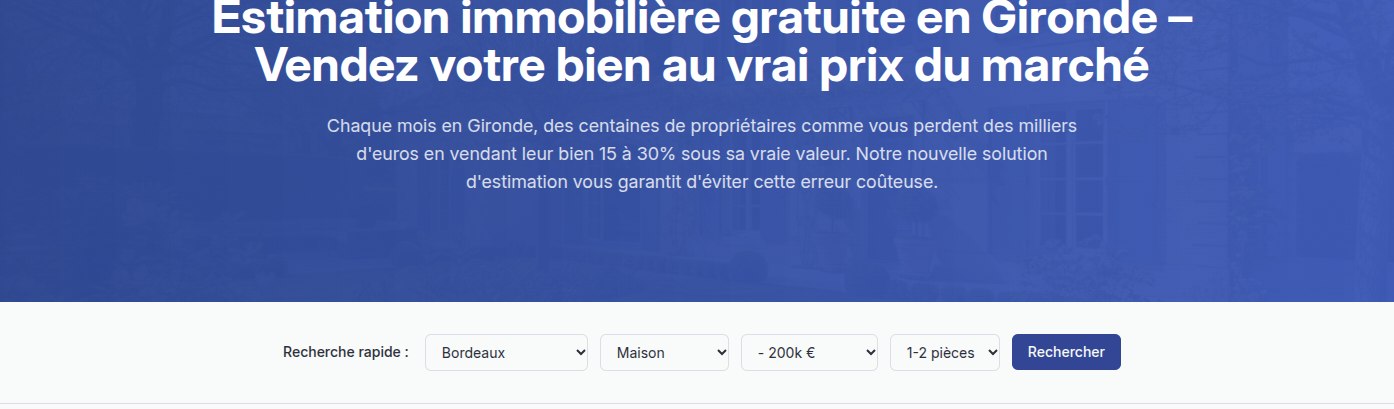 Estimation immobilière gratuite en Gironde –
Vendez votre bien au vrai prix du marché
Chaque mois en Gironde, des centaines de propriétaires comme vous perdent des milliers
d'euros en vendant leur bien 15 à 30% sous sa vraie valeur. Notre nouvelle solution
d'estimation vous garantit d'éviter cette erreur coûteuse.
Recherche rapide : Bordeaux Maison - 200k € 1-2 pièces Rechercher